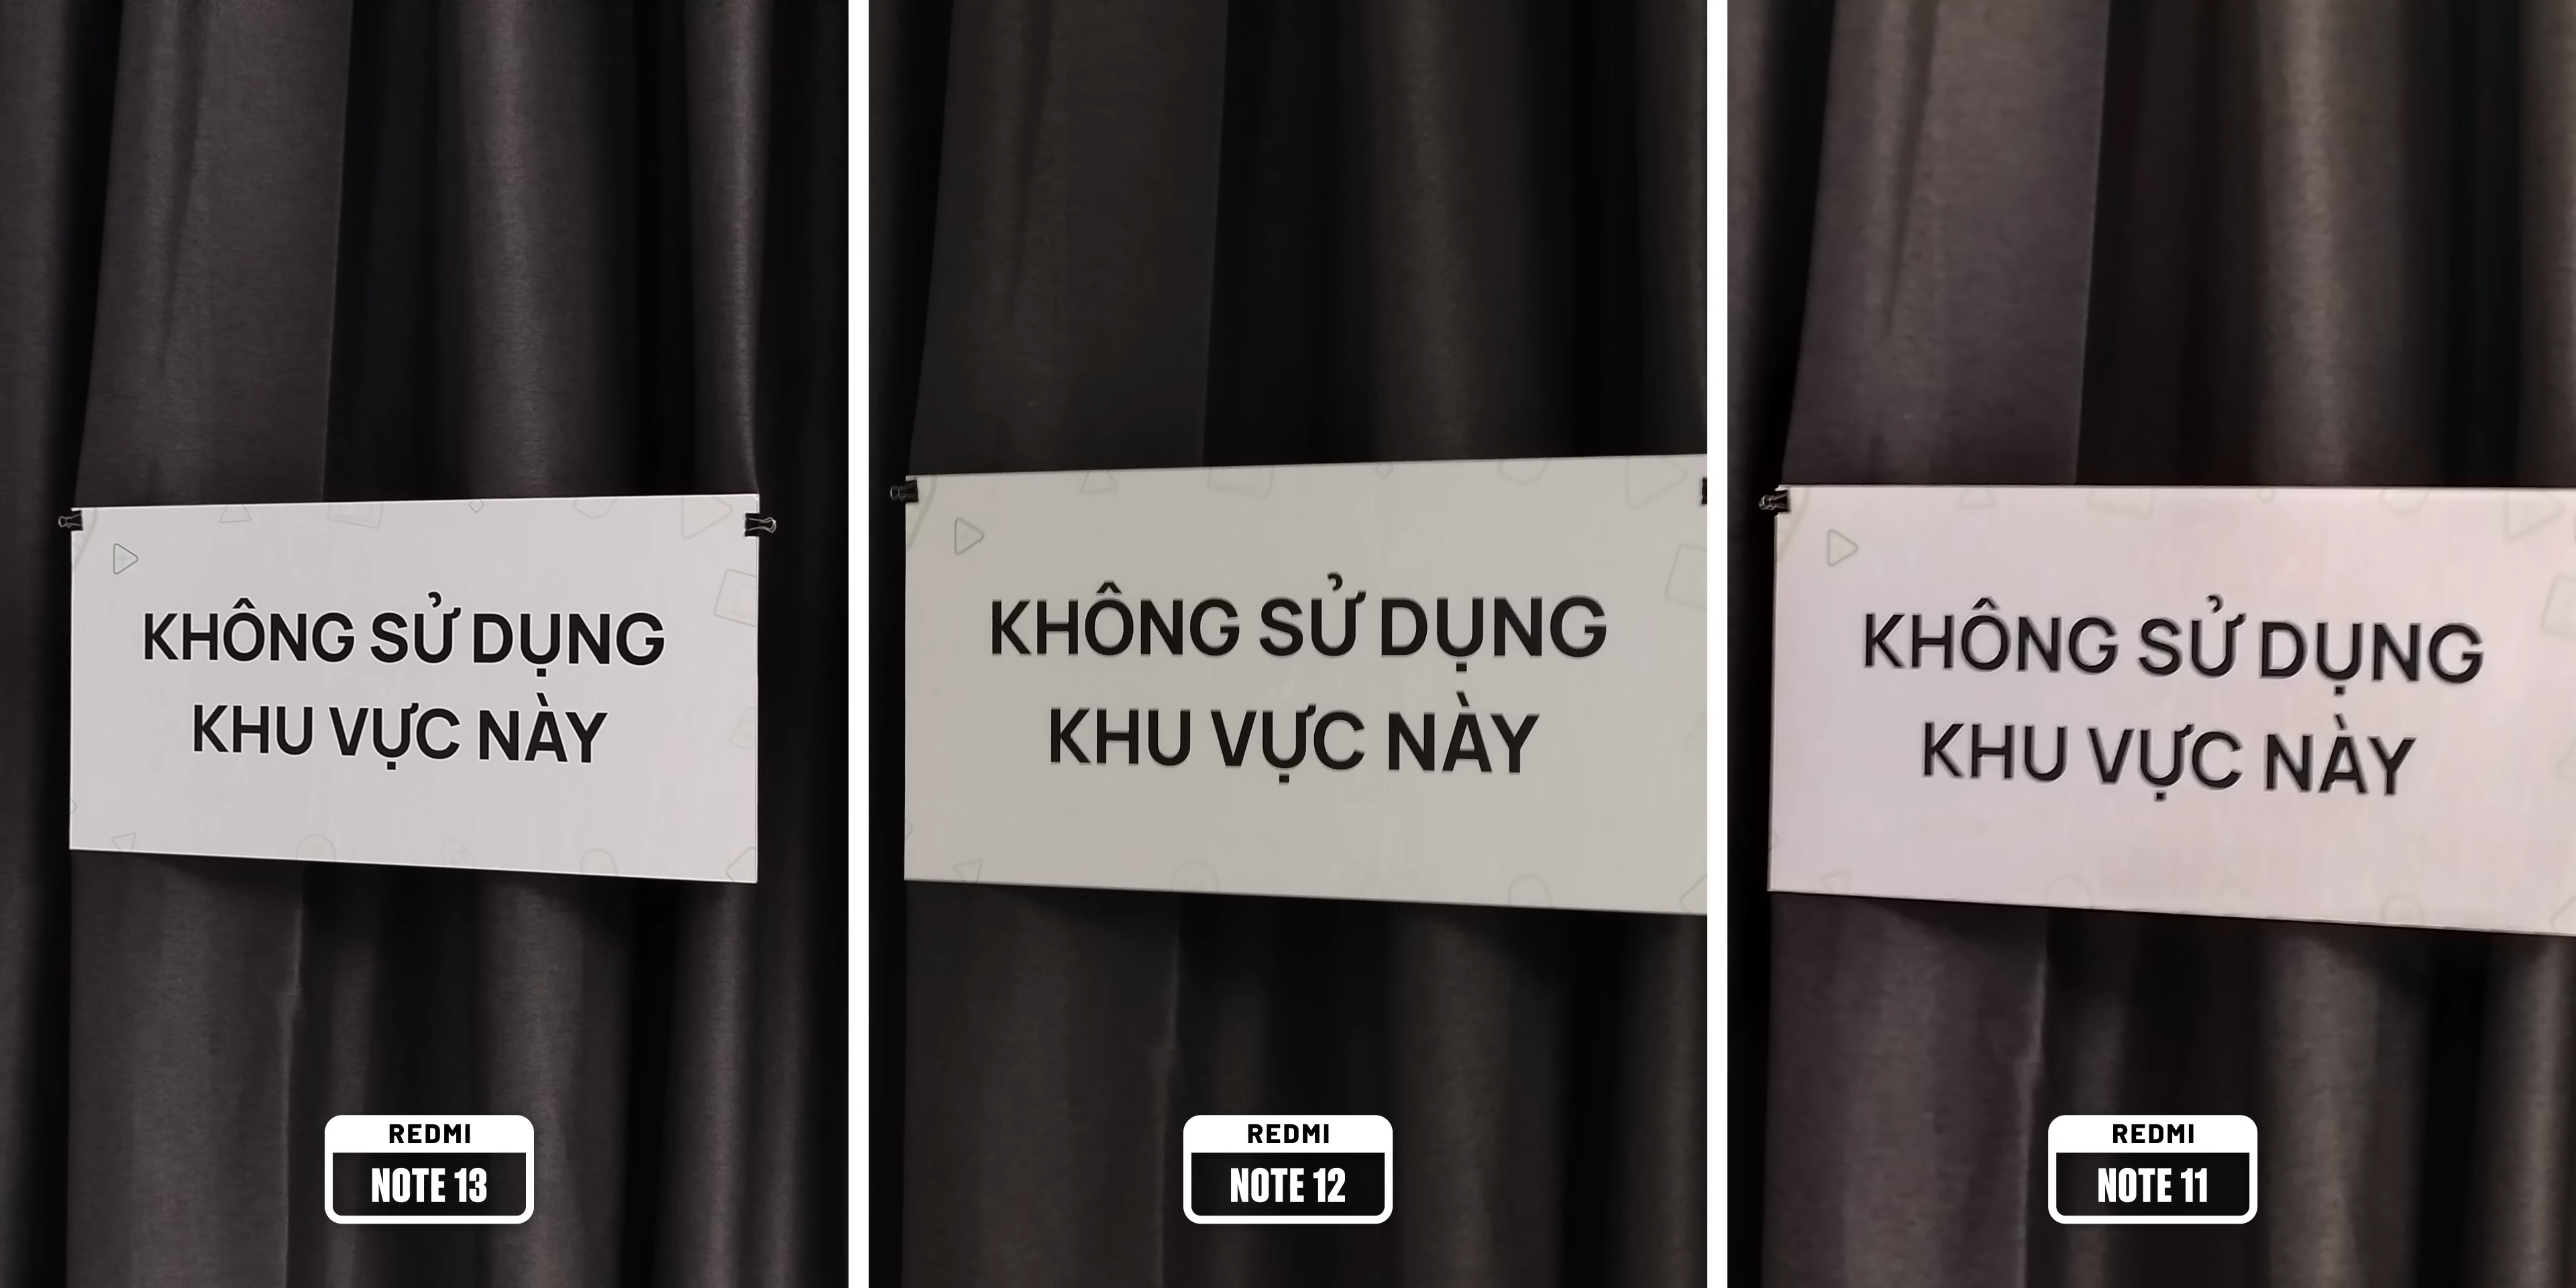 KHÔNG SỬ DỤNG
KHU VỰC NÀY
REDMI
NOTE 13
KHÔNG SỬ DỤNG
KHU VỰC NÀY
REDMI
NOTE 12
KHÔNG SỬ DỤNG
KHU VỰC NÀY
REDMI
NOTE 11